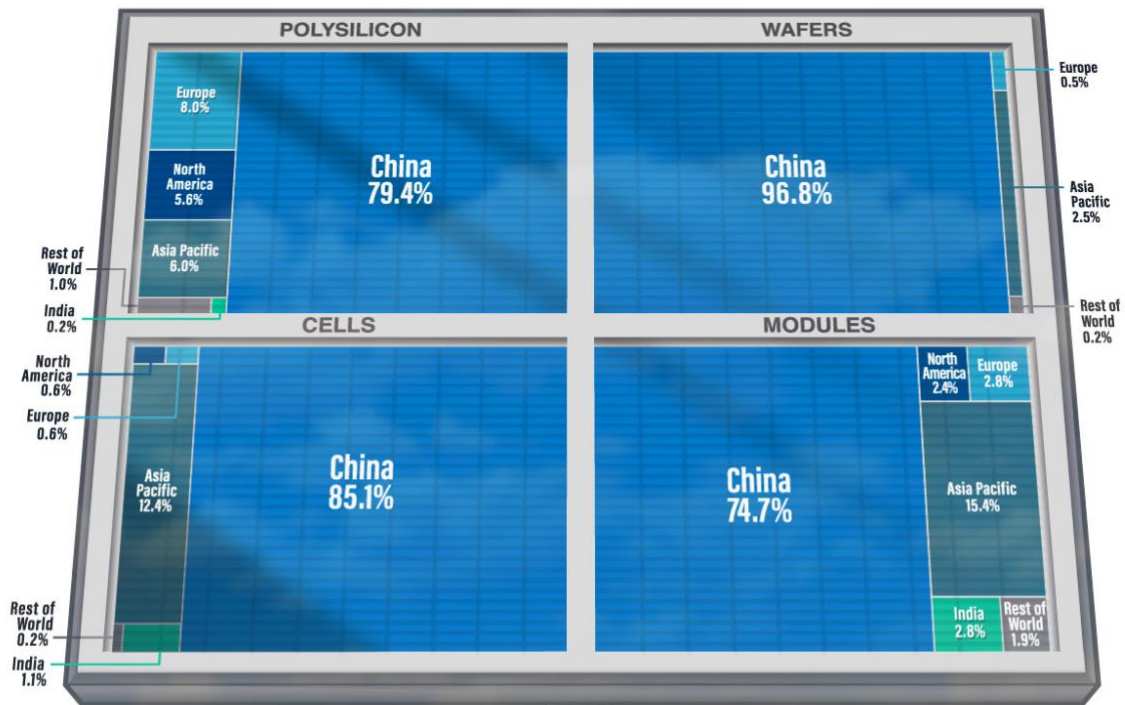 POLYSILICON
Europe
8.0%
North
America
5.6%
Asia Pacific
6.0%
Rest of
World
1.0%
India
0.2%
China
79.4%
WAFERS
China
96.8%
Europe
0.5%
Asia
Pacific
2.5%
Rest of
World
0.2%
CELLS
North
America
0.6%
Europe
0.6%
Asia
Pacific
12.4%
Rest of
World
0.2%
India
1.1%
China
85.1%
MODULES
China
74.7%
North
America
2.4%
Europe
2.8%
Asia Pacific
15.4%
India
2.8%
Rest of
World
1.9%